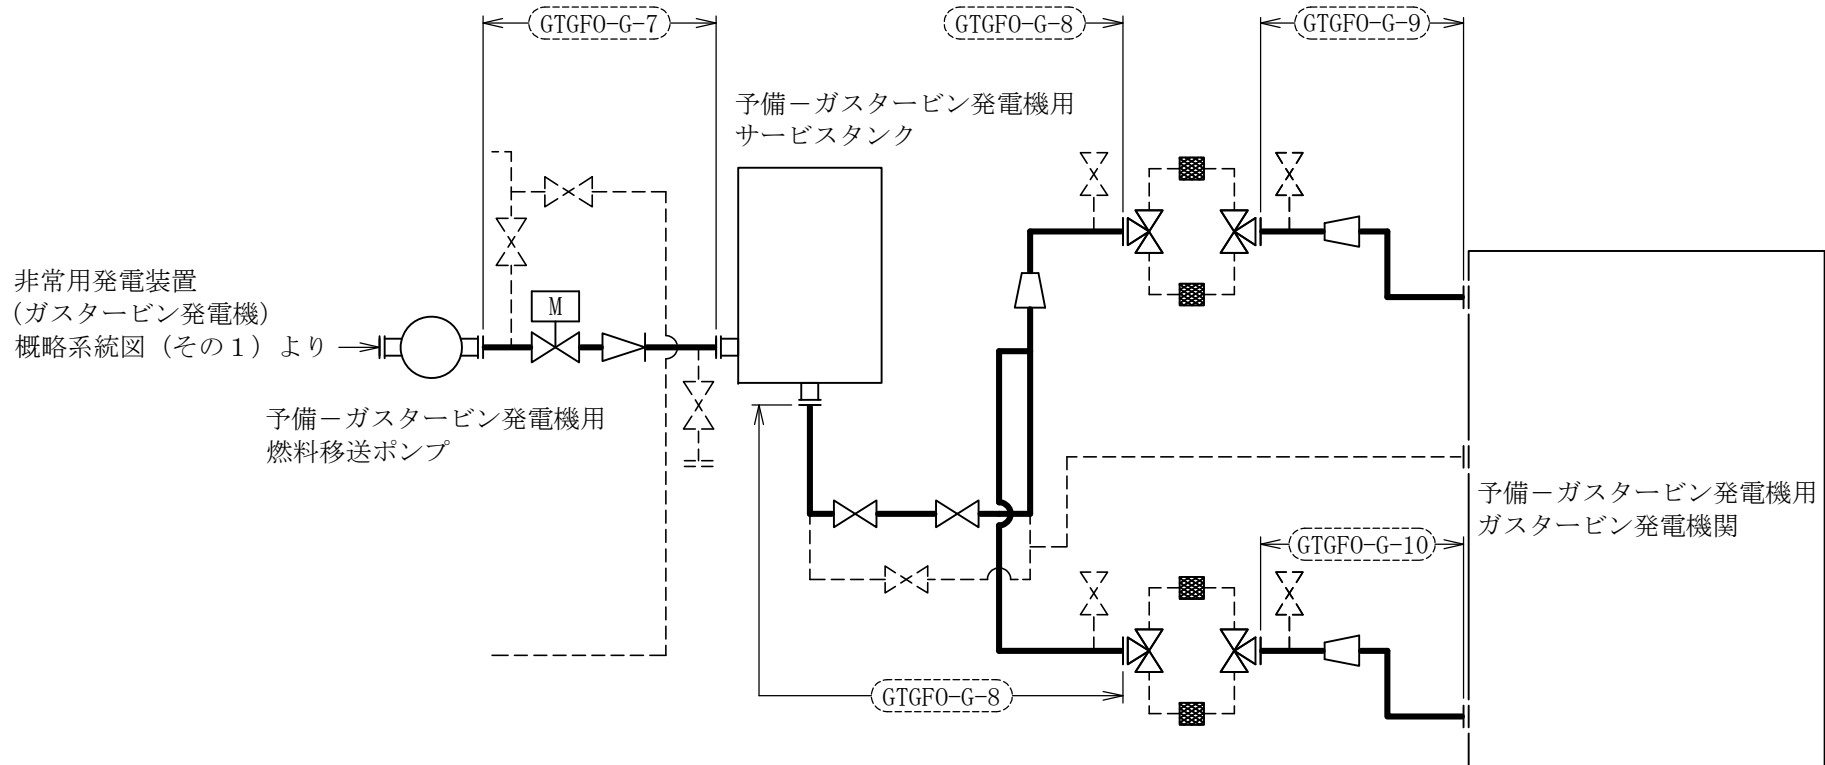 GTGFO-G-7
GTGFO-G-8
GTGFO-G-9
予備－ガスタービン発電機用
サービスタンク
非常用発電装置
(ガスタービン発電機)
概略系統図（その１）より
M
予備－ガスタービン発電機用
燃料移送ポンプ
予備－ガスタービン発電機用
ガスタービン発電機関
GTGFO-G-10
GTGFO-G-8